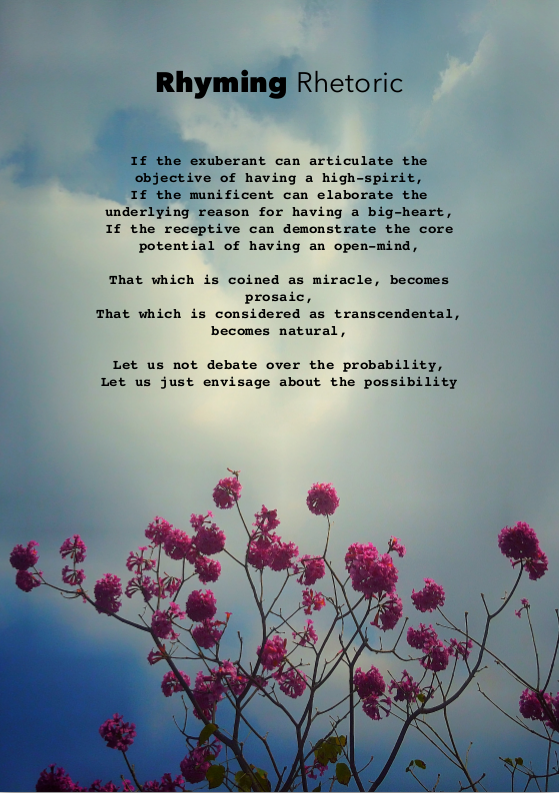 Rhyming Rhetoric
If the exuberant can articulate the
objective of having a high-spirit,
If the munificent can elaborate the
underlying reason for having a big-heart,
If the receptive can demonstrate the core
potential of having an open-mind,
That which is coined as miracle, becomes
prosaic,
That which is considered as transcendental,
becomes natural,
Let us not debate over the probability,
Let us just envisage about the possibility